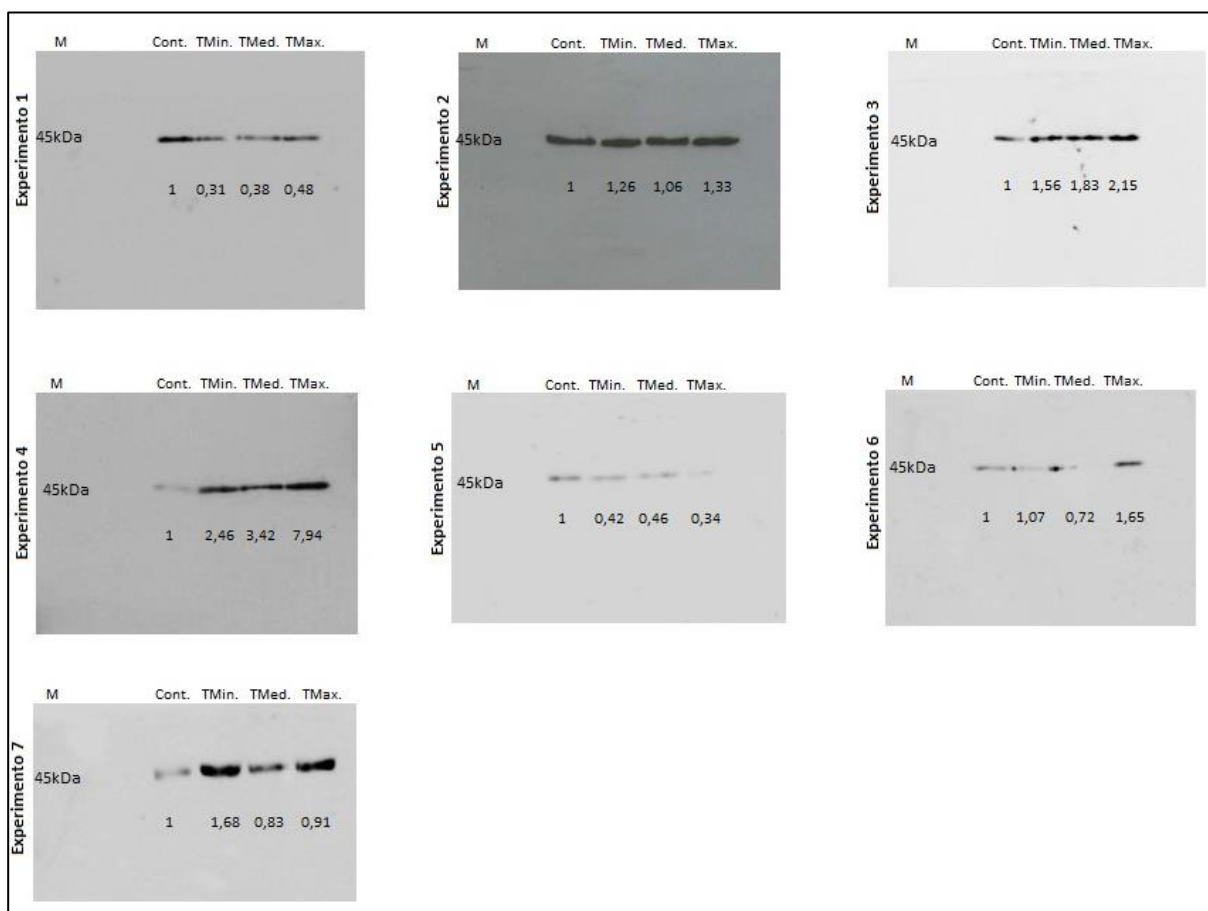 M Cont. TMin. TMed. TMax.
Experimento 1
45kDa
1 0,31 0,38 0,48
M Cont. TMin. TMed. TMax.
Experimento 2
45kDa
1 1,26 1,06 1,33
M Cont. TMin. TMed. TMax.
Experimento 3
45kDa
1 1,56 1,83 2,15
M Cont. TMin. TMed. TMax.
Experimento 4
45kDa
1 2,46 3,42 7,94
M Cont. TMin. TMed. TMax.
Experimento 5
45kDa
1 0,42 0,46 0,34
M Cont. TMin. TMed. TMax.
Experimento 6
45kDa
1 1,07 0,72 1,65
M Cont. TMin. TMed. TMax.
Experimento 7
45kDa
1 1,68 0,83 0,91